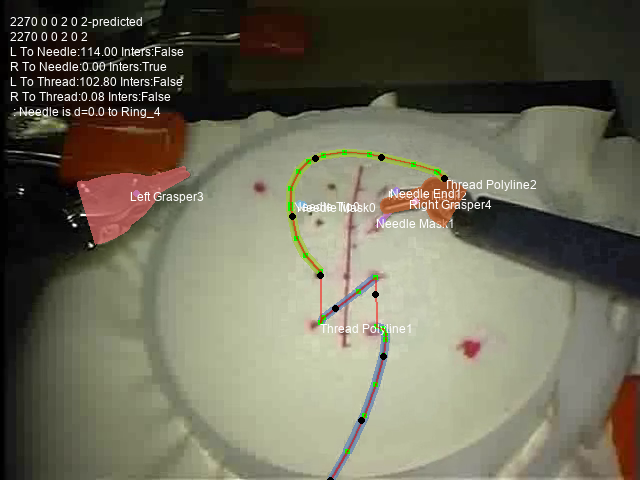 2270 0 0 2 0 2-predicted
2270 0 0 2 0 2
L To Needle:114.00 Inters:False
R To Needle:0.00 Inters:True
L To Thread:102.80 Inters:False
R To Thread:0.08 Inters:False
: Needle is d=0.0 to Ring_4
Thread Polyline2
Left Grasper3
Needle End12
Right Grasper4
Needle Mask0
Needle Mask1
Thread Polyline1